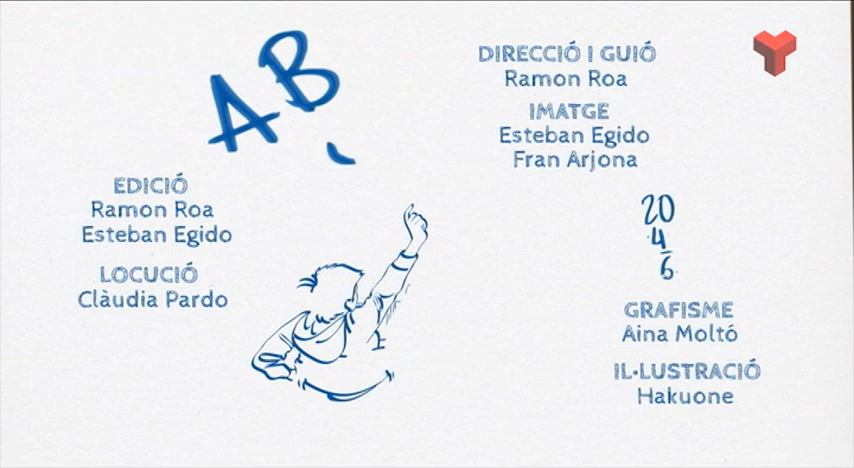 AB
EDICIÓ
Ramon Roa
Esteban Egido
LOCUCIÓ
Clàudia Pardo
DIRECCIÓ I GUIÓ
Ramon Roa
IMATGE
Esteban Egido
Fran Arjona
20
4
6
GRAFISME
Aina Moltó
IL·LUSTRACIÓ
Hakuone